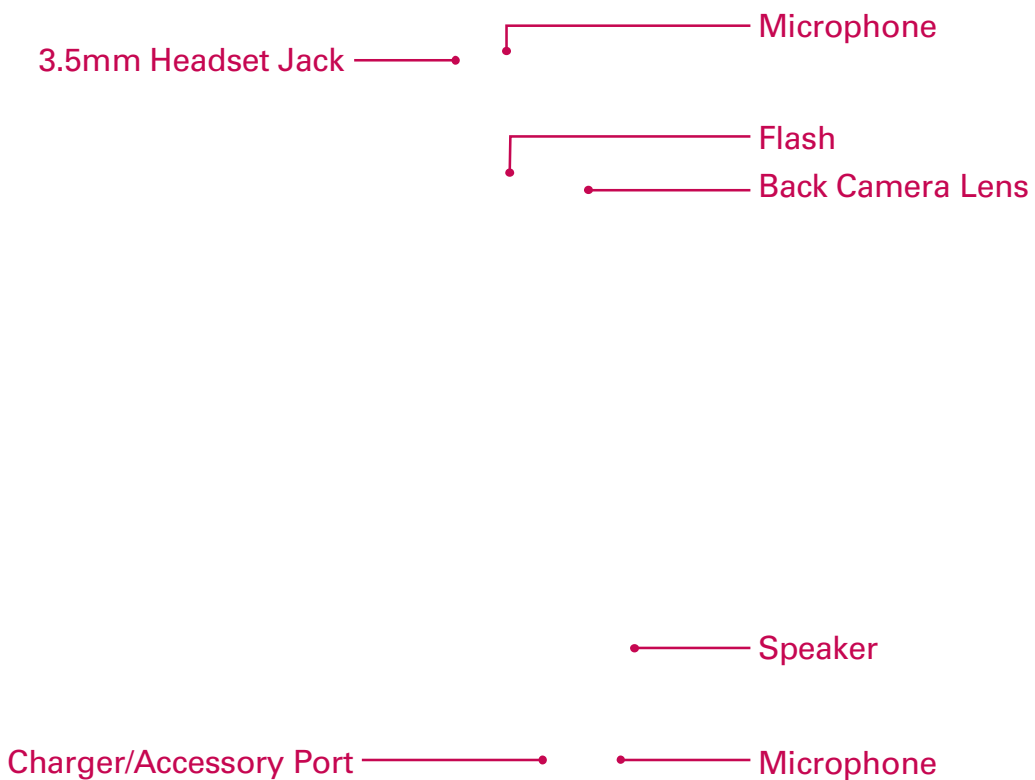 Microphone
3.5mm Headset Jack
Flash
Back Camera Lens
Speaker
Charger/Accessory Port
Microphone